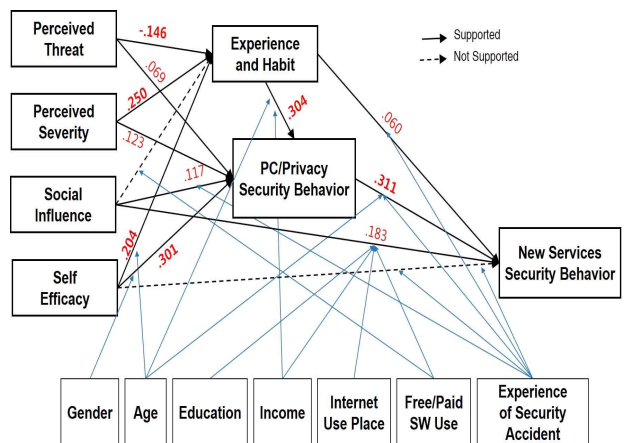 Perceived
Threat
-.146
Experience
and Habit
Supported
Not Supported
.069
Perceived
Severity
.250
.123
.304
.060
PC/Privacy
Security Behavior
.117
.311
Social
Influence
.183
New Services
Security Behavior
.204
.301
Self
Efficacy
Gender
Age
Education
Income
Internet
Use Place
Free/Paid
SW Use
Experience
of Security
Accident